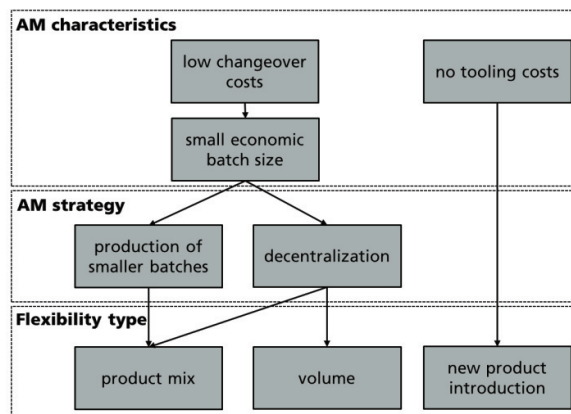 AM characteristics
low changeover
costs
no tooling costs
small economic
batch size
AM strategy
production of
smaller batches
decentralization
Flexibility type
product mix
volume
new product
introduction